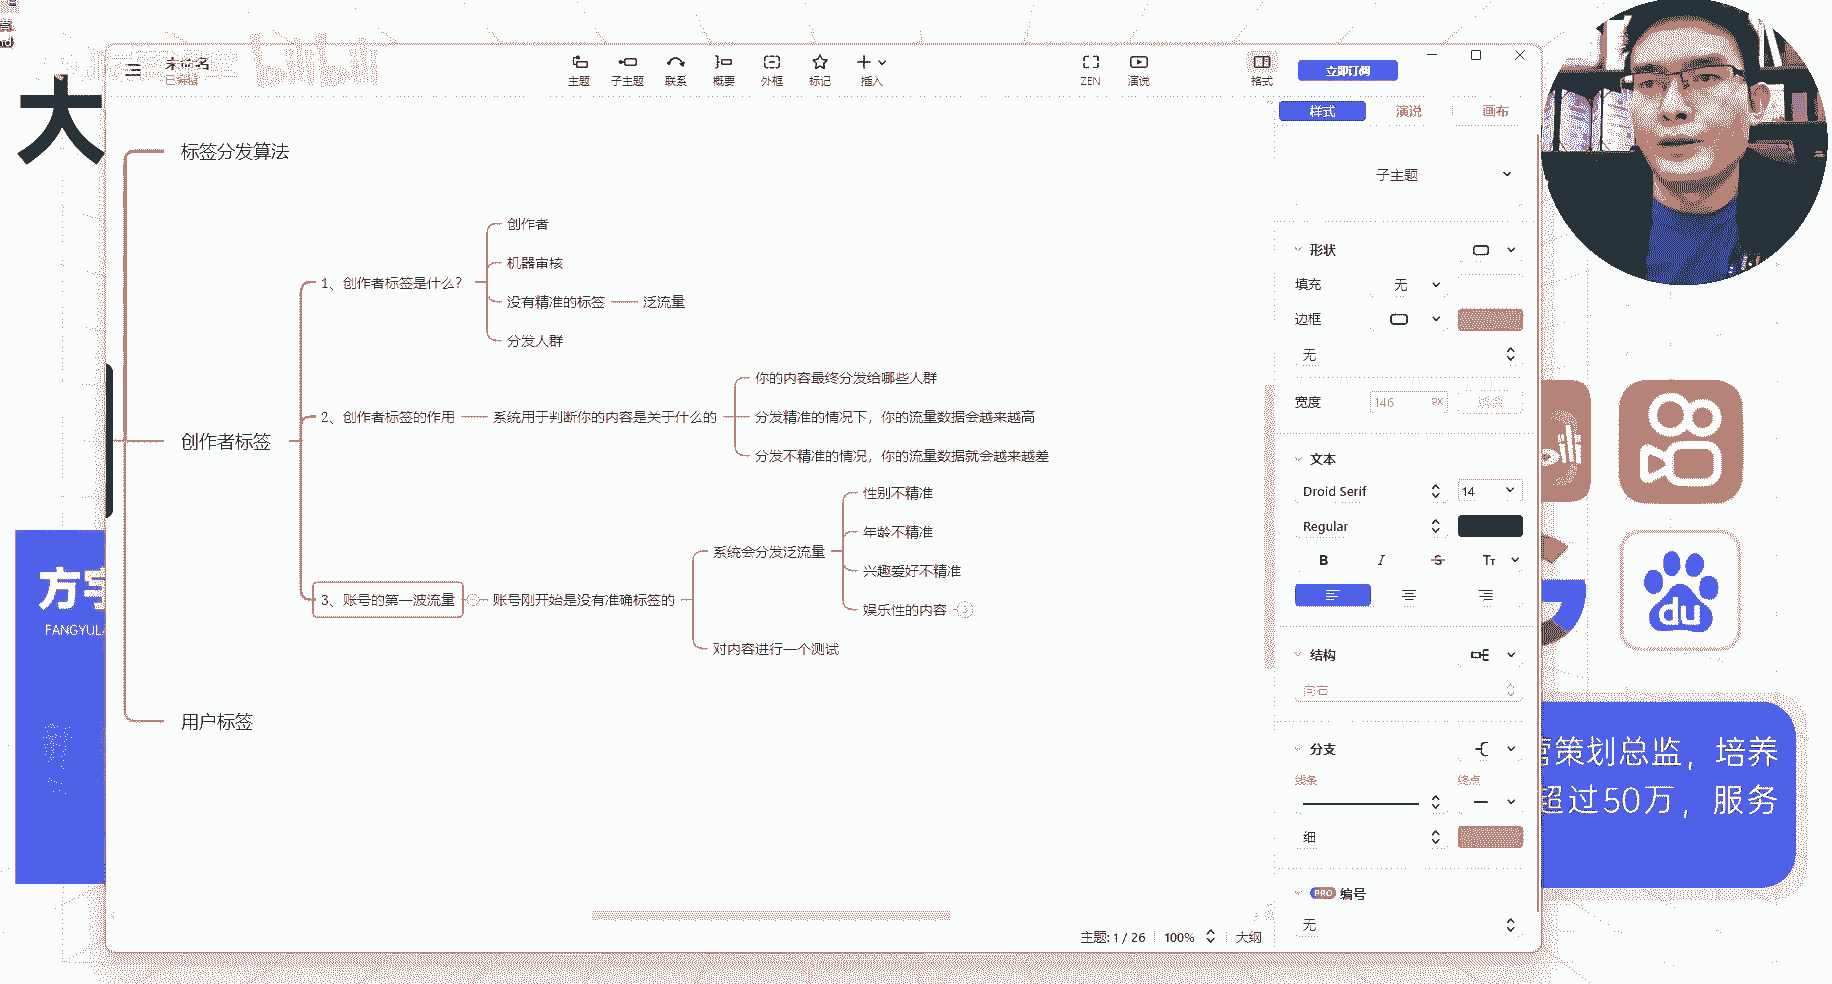 大
未命名
已编辑
主题
子主题
联系
概要
外框
标记
插入
ZEN
演说
格式
立即订阅
样式
演说
画布
标签分发算法
创作者标签
1、创作者标签是什么？
创作者
机器审核
没有精准的标签
泛流量
分发人群
2、创作者标签的作用
系统用于判断你的内容是关于什么的
你的内容最终分发给哪些人群
分发精准的情况下，你的流量数据会越来越高
分发不精准的情况，你的流量数据就会越来越差
3、账号的第一波流量
账号刚开始是没有准确标签的
系统会分发泛流量
性别不精准
年龄不精准
兴趣爱好不精准
娱乐性的内容
3
对内容进行一个测试
用户标签
子主题
形状
填充
无
边框
无
宽度
146
PX
文本
Droid Serif
14
Regular
B
I
S
Tт
结构
向右
分支
线条
终点
细
PRO
编号
无
主题: 1 / 26
100%
大纲
方宇
FANGYUL
du
营策划总监，培养
超过50万，服务